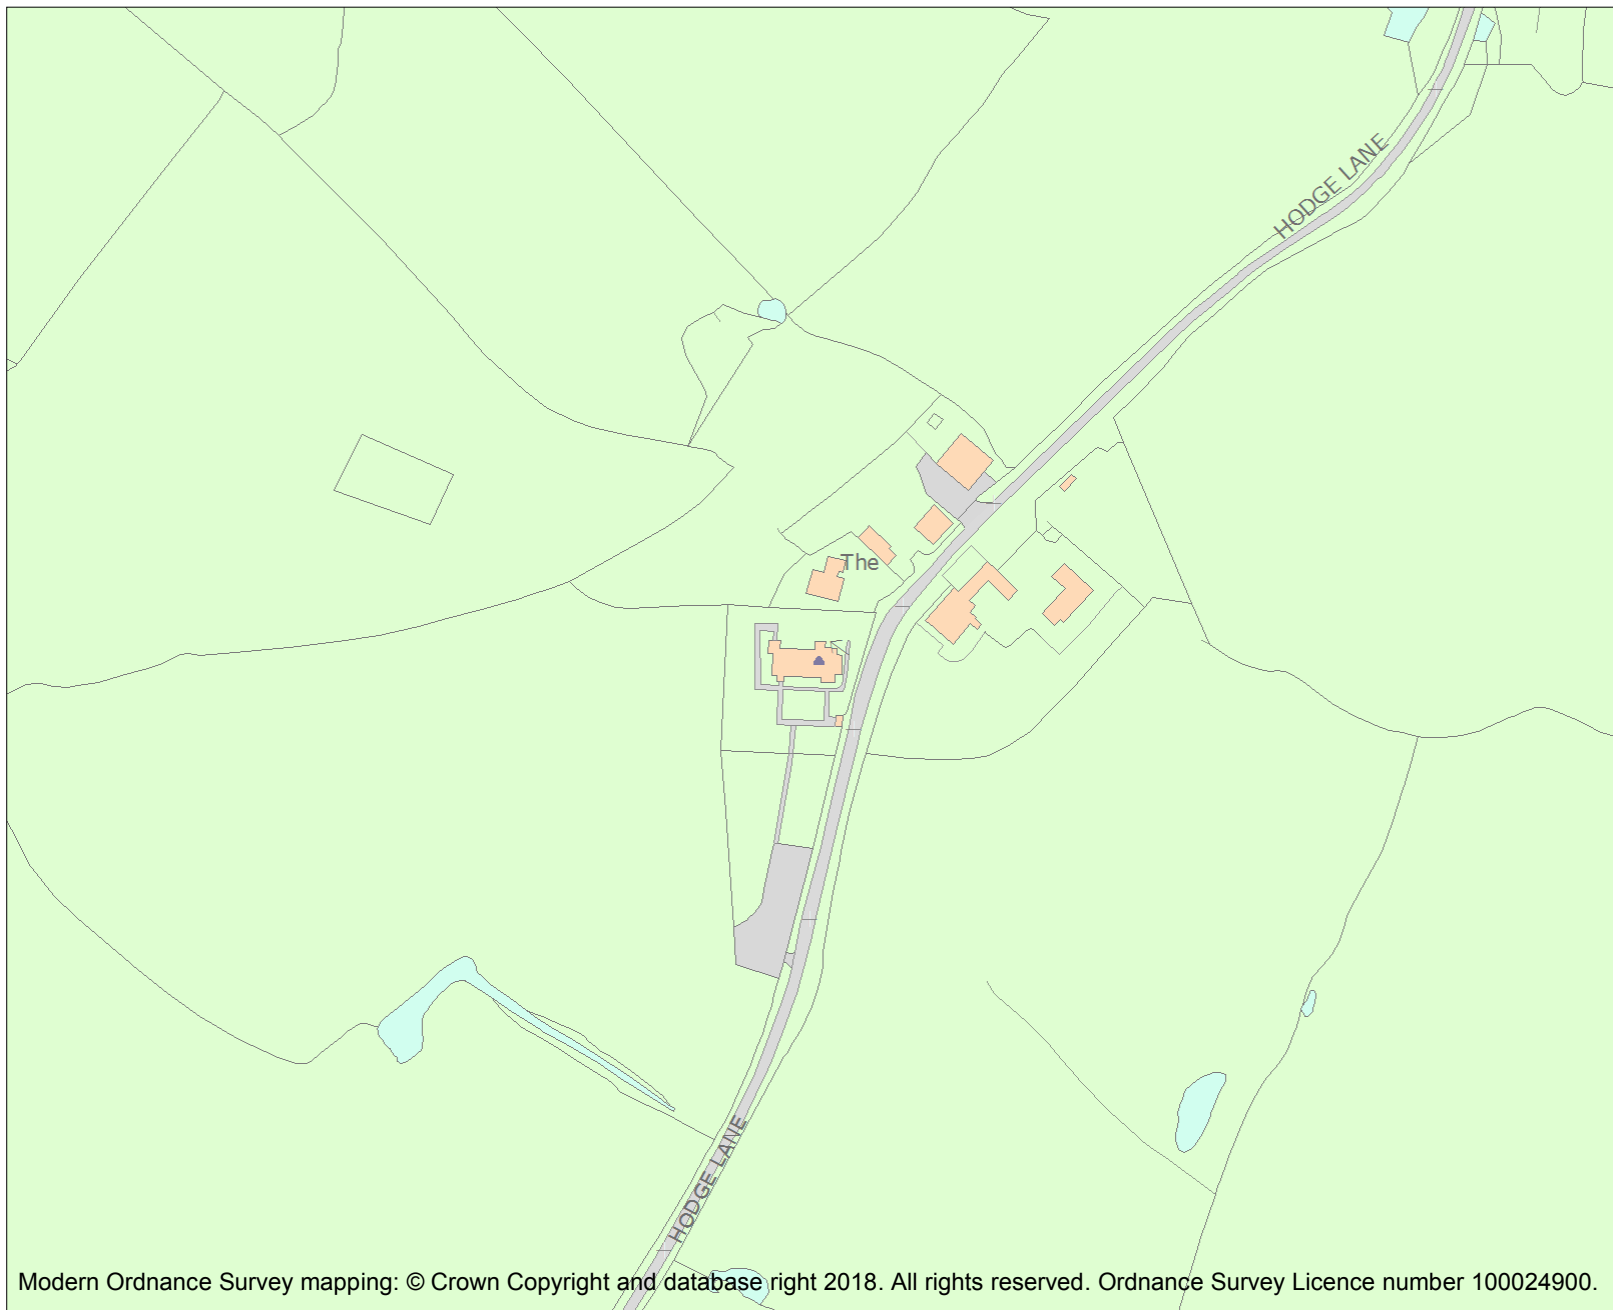 HODGE LANE
The
HODGE LANE
Modern Ordnance Survey mapping: © Crown Copyright and database right 2018. All rights reserved. Ordnance Survey Licence number 100024900.